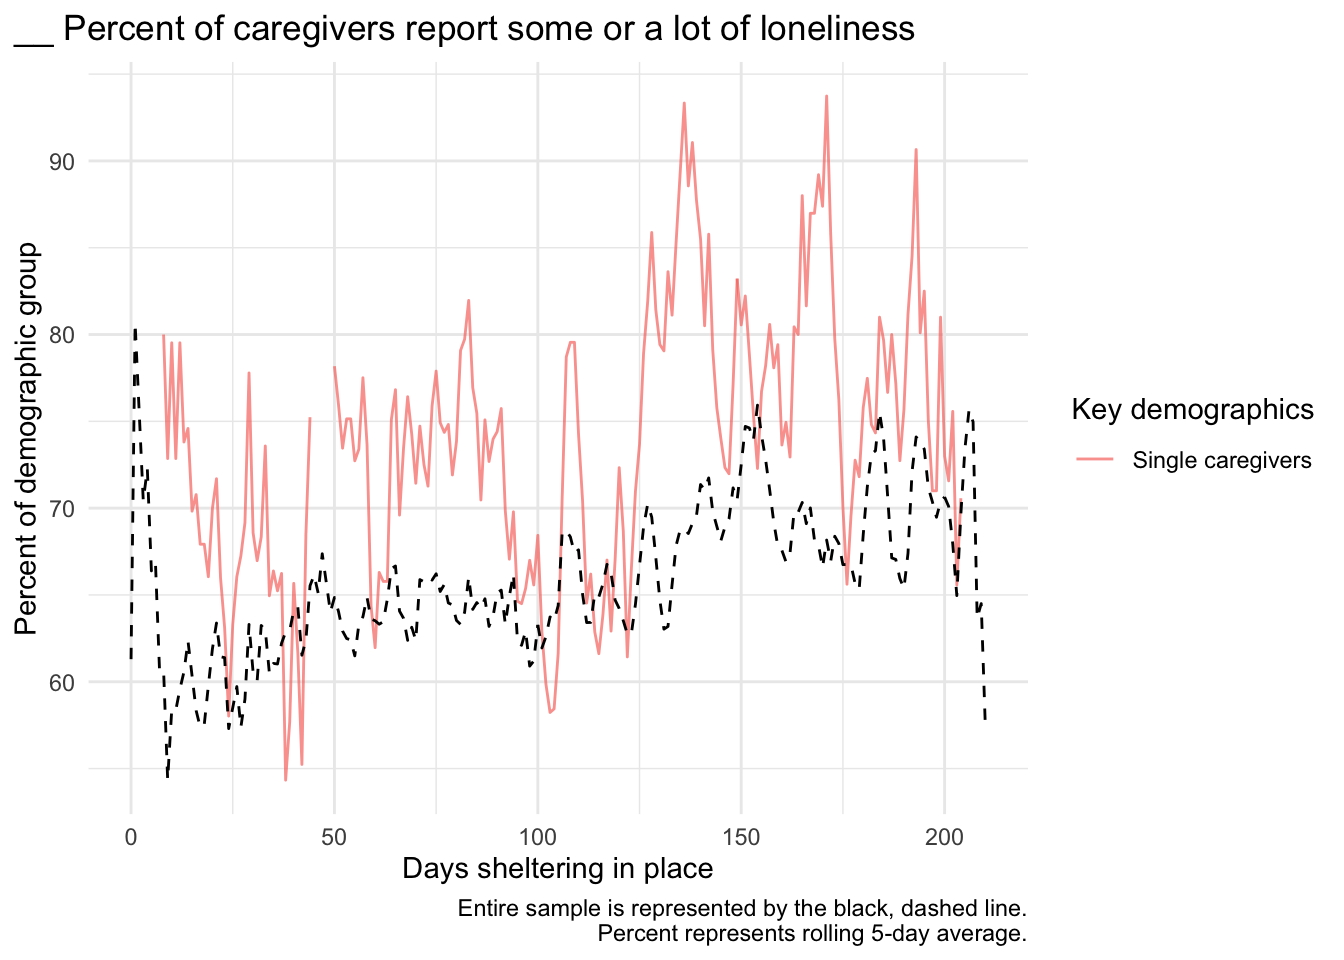 __ Percent of caregivers report some or a lot of loneliness
Percent of demographic group
90
80
70
60
0 50 100 150 200
Days sheltering in place
Key demographics
Single caregivers
Entire sample is represented by the black, dashed line.
Percent represents rolling 5-day average.